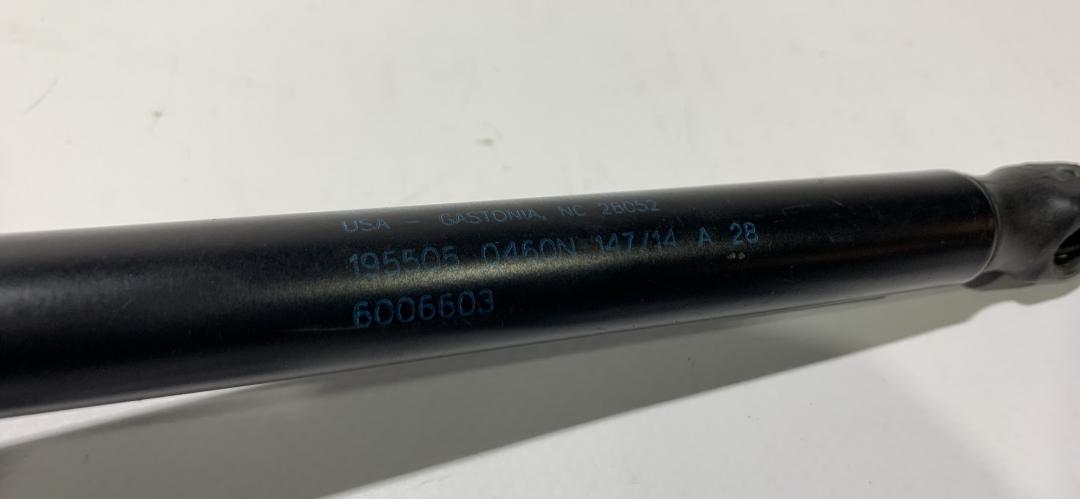 USA - GASTONIA, NC 28052
195505 0460N 147/14 A 28
6006603